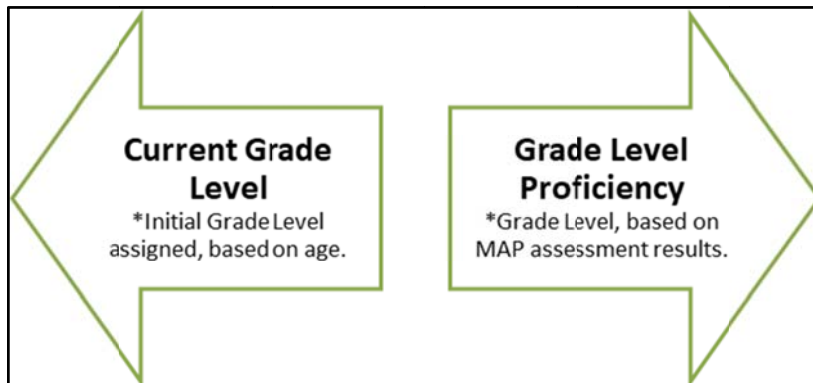 Current Grade
Level
*Initial Grade Level
assigned, based on age.
Grade Level
Proficiency
*Grade Level, based on
MAP assessment results.